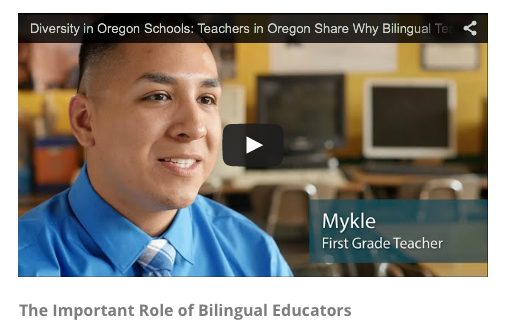 Diversity in Oregon Schools: Teachers in Oregon Share Why Bilingual
Mykle
First Grade Teacher
The Important Role of Bilingual Educators